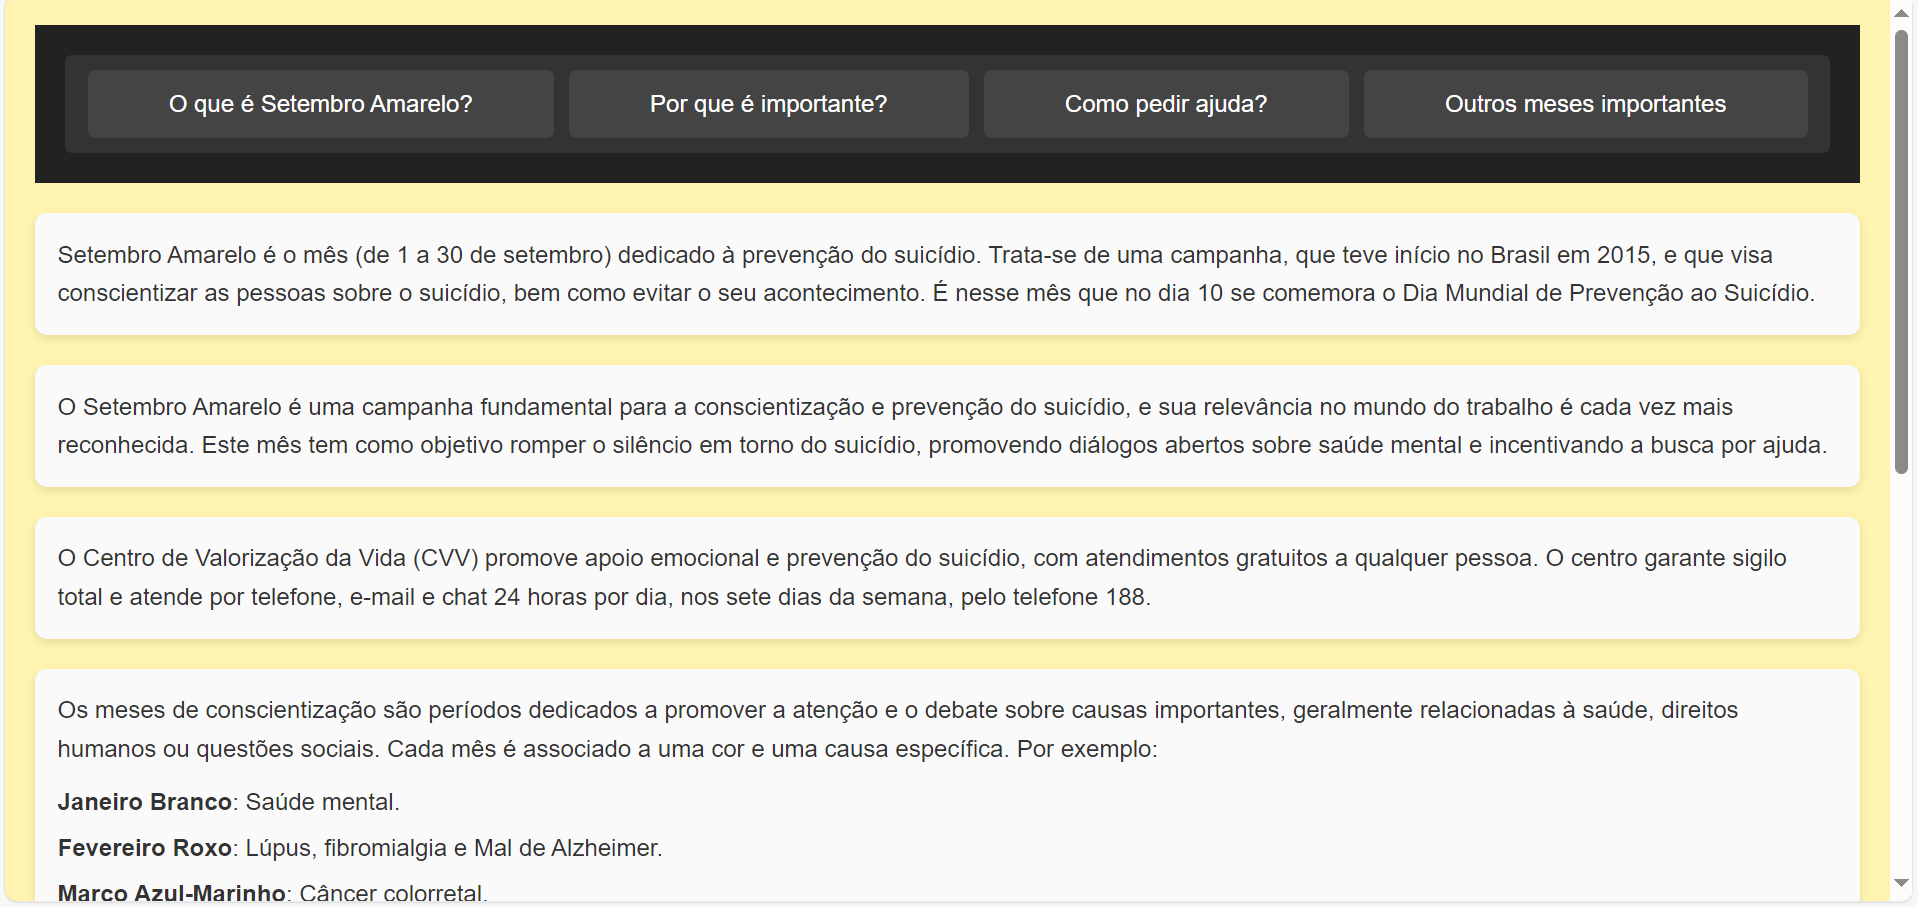 O que é Setembro Amarelo?
Por que é importante?
Como pedir ajuda?
Outros meses importantes
Setembro Amarelo é o mês (de 1 a 30 de setembro) dedicado à prevenção do suicídio. Trata-se de uma campanha, que teve início no Brasil em 2015, e que visa
conscientizar as pessoas sobre o suicídio, bem como evitar o seu acontecimento. É nesse mês que no dia 10 se comemora o Dia Mundial de Prevenção ao Suicídio.
O Setembro Amarelo é uma campanha fundamental para a conscientização e prevenção do suicídio, e sua relevância no mundo do trabalho é cada vez mais
reconhecida. Este mês tem como objetivo romper o silêncio em torno do suicídio, promovendo diálogos abertos sobre saúde mental e incentivando a busca por ajuda.
O Centro de Valorização da Vida (CVV) promove apoio emocional e prevenção do suicídio, com atendimentos gratuitos a qualquer pessoa. O centro garante sigilo
total e atende por telefone, e-mail e chat 24 horas por dia, nos sete dias da semana, pelo telefone 188.
Os meses de conscientização são períodos dedicados a promover a atenção e o debate sobre causas importantes, geralmente relacionadas à saúde, direitos
humanos ou questões sociais. Cada mês é associado a uma cor e uma causa específica. Por exemplo:
Janeiro Branco: Saúde mental.
Fevereiro Roxo: Lúpus, fibromialgia e Mal de Alzheimer.
Março Azul-Marinho: Câncer colorretal.